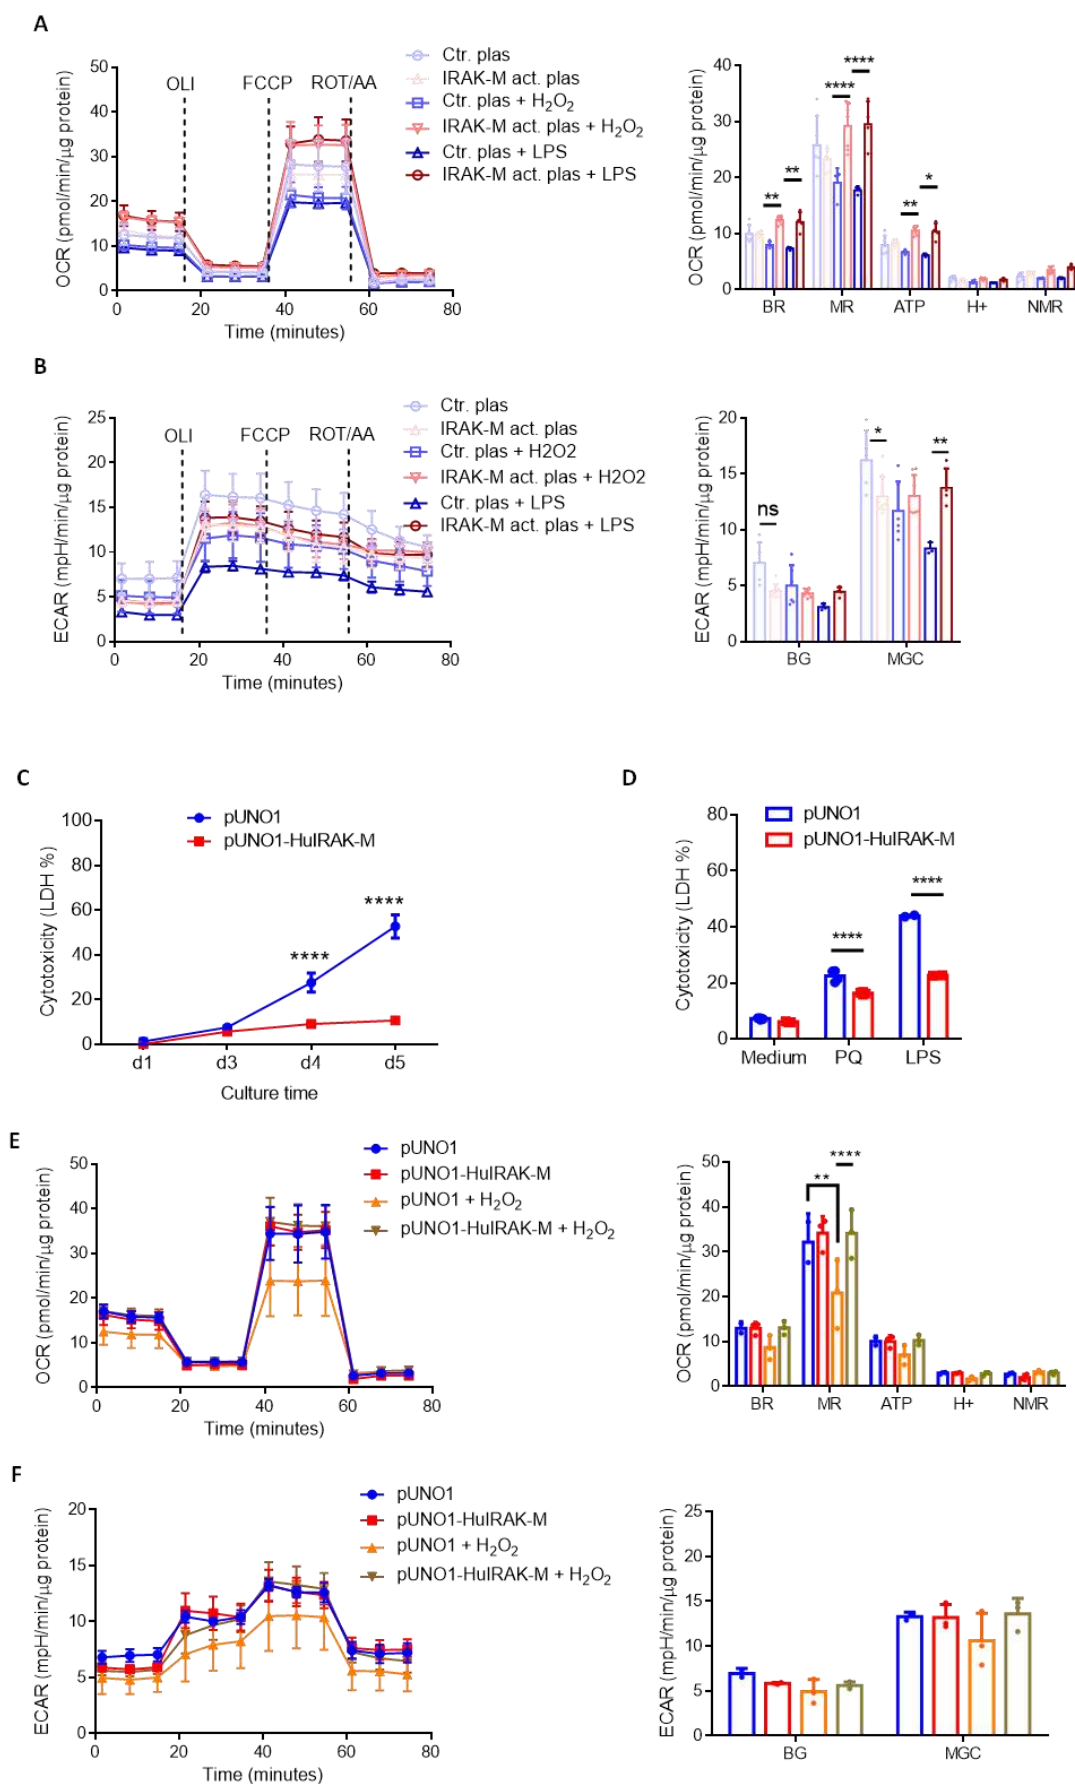 A
OCR (pmol/min/µg protein)
50
40
30
20
10
0
OLI
FCCP
ROT/AA
0
20
40
60
80
Time (minutes)
Ctr. plas
IRAK-M act. plas
Ctr. plas + H₂O₂
IRAK-M act. plas + H₂O₂
Ctr. plas + LPS
IRAK-M act. plas + LPS
OCR (pmol/min/µg protein)
40
30
20
10
0
**
**
****
****
**
*
BR
MR
ATP
H+
NMR
B
ECAR (mpH/min/µg protein)
25
20
15
10
5
0
OLI
FCCP
ROT/AA
0
20
40
60
80
Time (minutes)
Ctr. plas
IRAK-M act. plas
Ctr. plas + H2O2
IRAK-M act. plas + H2O2
Ctr. plas + LPS
IRAK-M act. plas + LPS
ECAR (mpH/min/µg protein)
20
15
10
5
0
ns
*
**
BG
MGC
C
Cytotoxicity (LDH %)
100
80
60
40
20
0
pUNO1
pUNO1-HuIRAK-M
****
****
d1
d3
d4
d5
Culture time
D
Cytotoxicity (LDH %)
80
60
40
20
0
pUNO1
pUNO1-HuIRAK-M
****
****
Medium
PQ
LPS
E
OCR (pmol/min/µg protein)
50
40
30
20
10
0
0
20
40
60
80
Time (minutes)
pUNO1
pUNO1-HuIRAK-M
pUNO1 + H₂O₂
pUNO1-HuIRAK-M + H₂O₂
OCR (pmol/min/µg protein)
50
40
30
20
10
0
**
****
BR
MR
ATP
H+
NMR
F
ECAR (mpH/min/µg protein)
20
15
10
5
0
0
20
40
60
80
Time (minutes)
pUNO1
pUNO1-HuIRAK-M
pUNO1 + H₂O₂
pUNO1-HuIRAK-M + H₂O₂
ECAR (mpH/min/µg protein)
25
20
15
10
5
0
BG
MGC